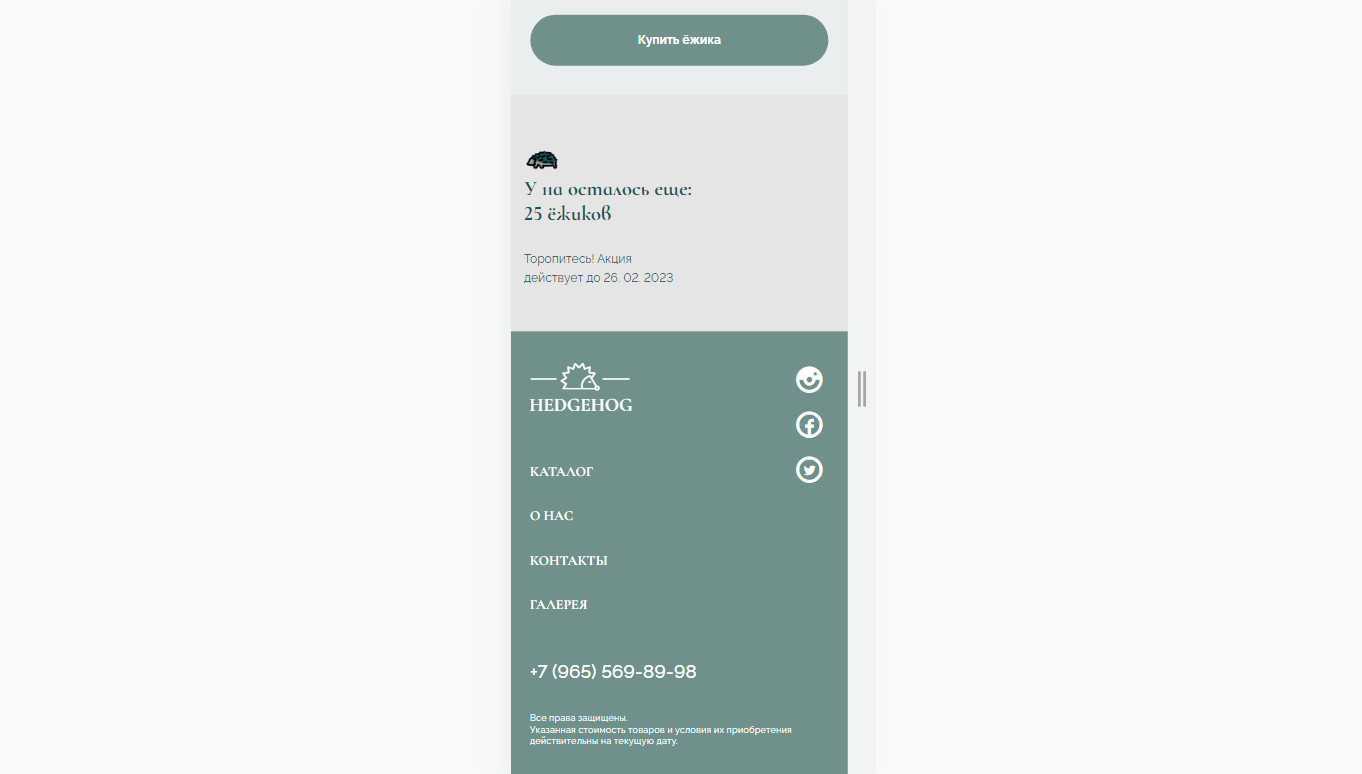 Купить ёжика
У на осталось еще:
25 ёжиков
Торопитесь! Акция
действует до 26. 02. 2023
HEDGEHOG
КАТАЛОГ
О НАС
КОНТАКТЫ
ГАЛЕРЕЯ
+7 (965) 569-89-98
Все права защищены.
Указанная стоимость товаров и условия их приобретения
действительны на текущую дату.